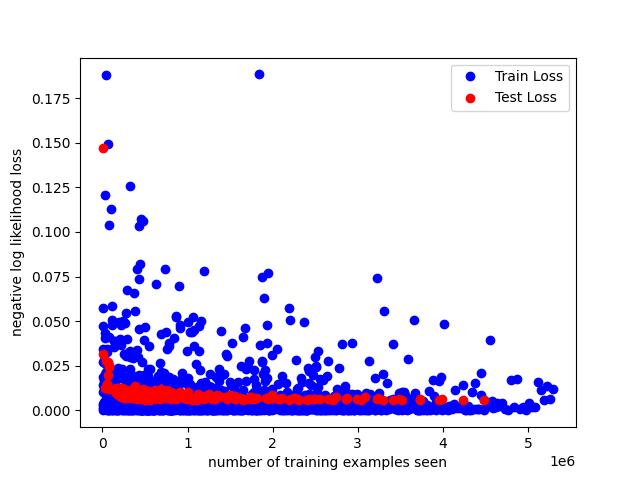 Train Loss
Test Loss
negative log likelihood loss
0.175
0.150
0.125
0.100
0.075
0.050
0.025
0.000
0 1 2 3 4 5
1e6
number of training examples seen